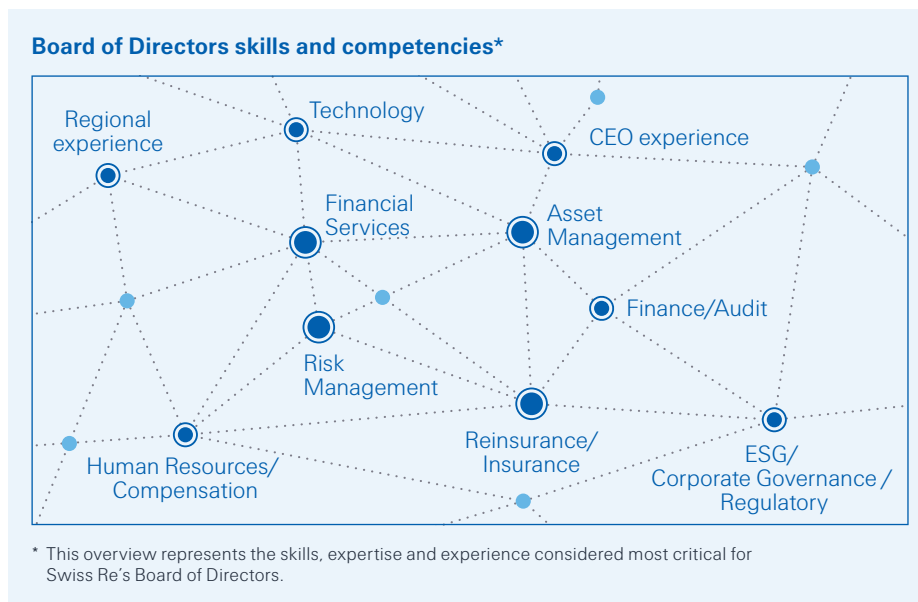 Board of Directors skills and competencies*
Regional
experience
Technology
CEO experience
Financial
Services
Asset
Management
Finance/Audit
Risk
Management
Human Resources/
Compensation
Reinsurance/
Insurance
ESG/
Corporate Governance/
Regulatory
* This overview represents the skills, expertise and experience considered most critical for
Swiss Re's Board of Directors.